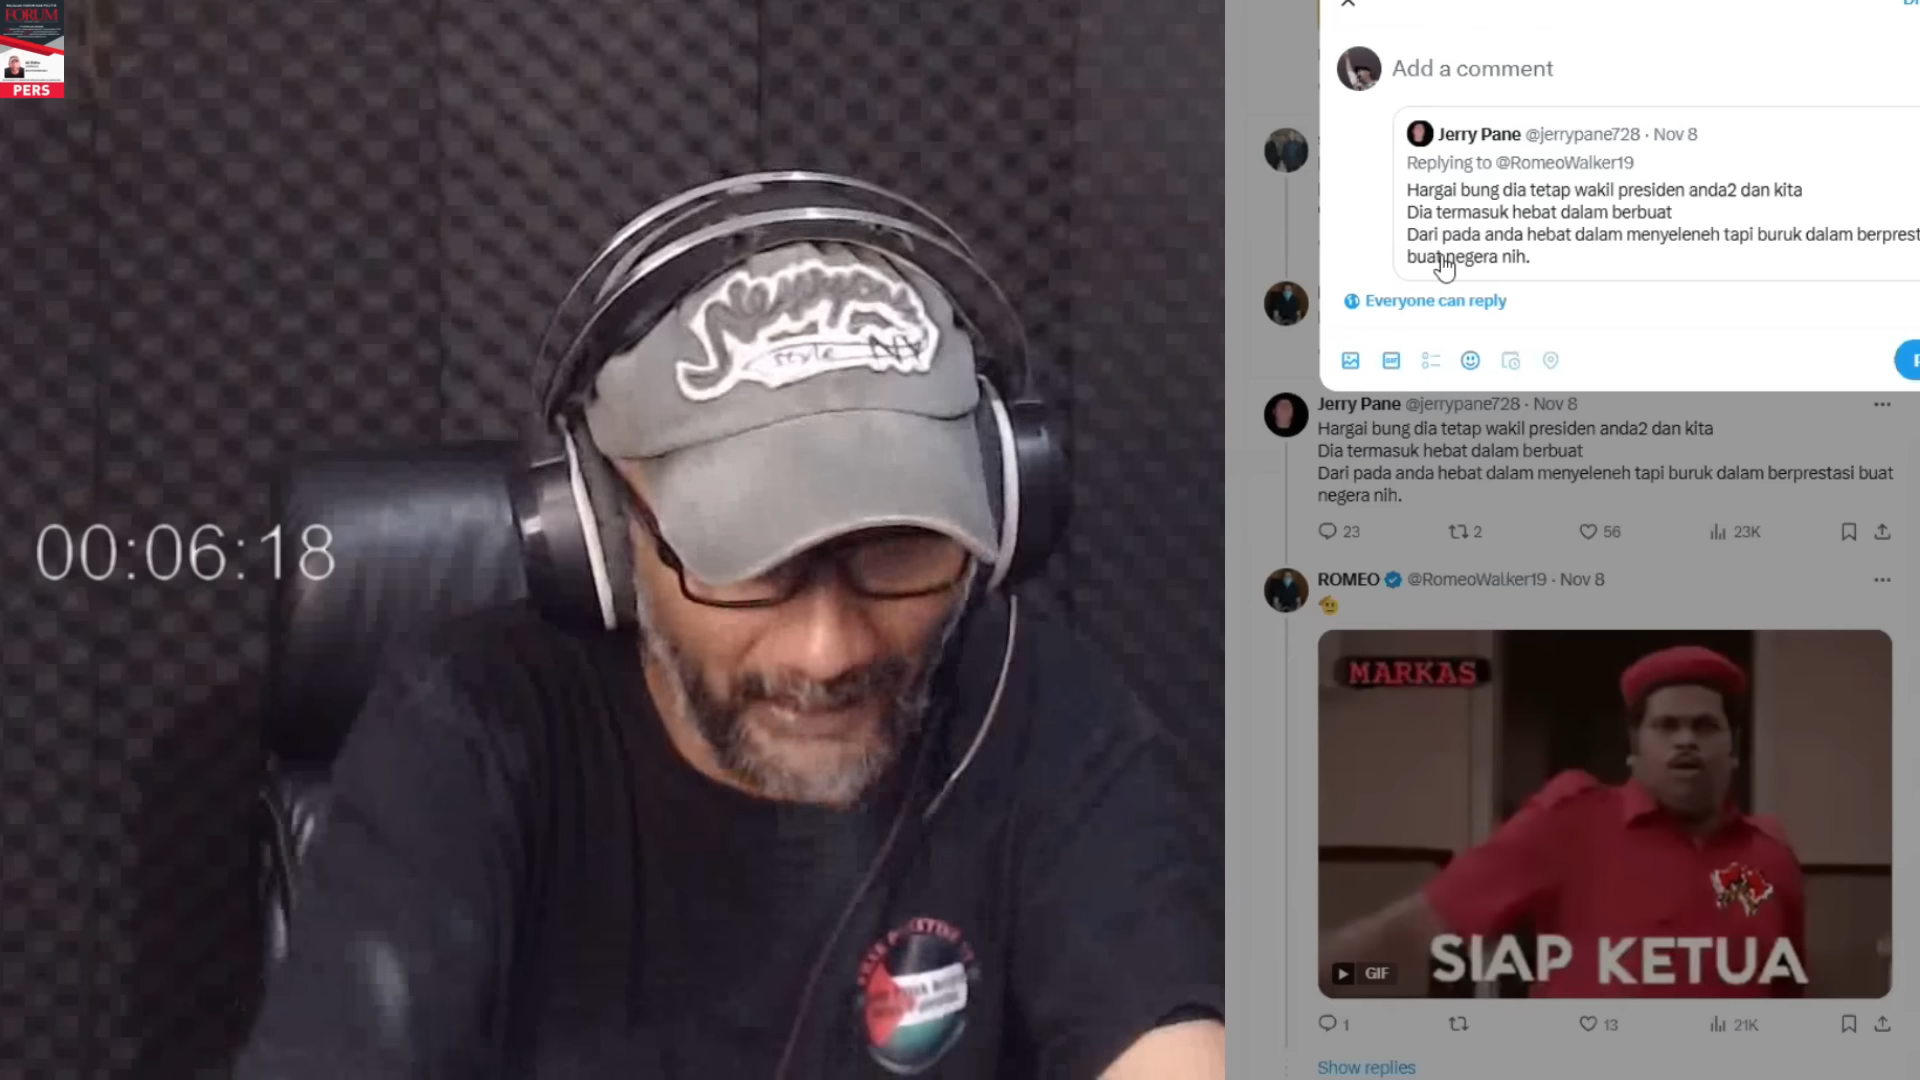 FORUM
PERS
Newyork
style NY
00:06:18
Add a comment
Jerry Pane @jerrypane728 · Nov 8
Replying to @RomeoWalker19
Hargai bung dia tetap wakil presiden anda2 dan kita
Dia termasuk hebat dalam berbuat
Dari pada anda hebat dalam menyeleneh tapi buruk dalam berprest
buat negera nih.
Everyone can reply
GIF
Jerry Pane @jerrypane728 · Nov 8
Hargai bung dia tetap wakil presiden anda2 dan kita
Dia termasuk hebat dalam berbuat
Dari pada anda hebat dalam menyeleneh tapi buruk dalam berprestasi buat
negera nih.
23 2 56 23K
ROMEO @RomeoWalker19 · Nov 8
MARKAS
SIAP KETUA
GIF
1 13 21K
Show replies